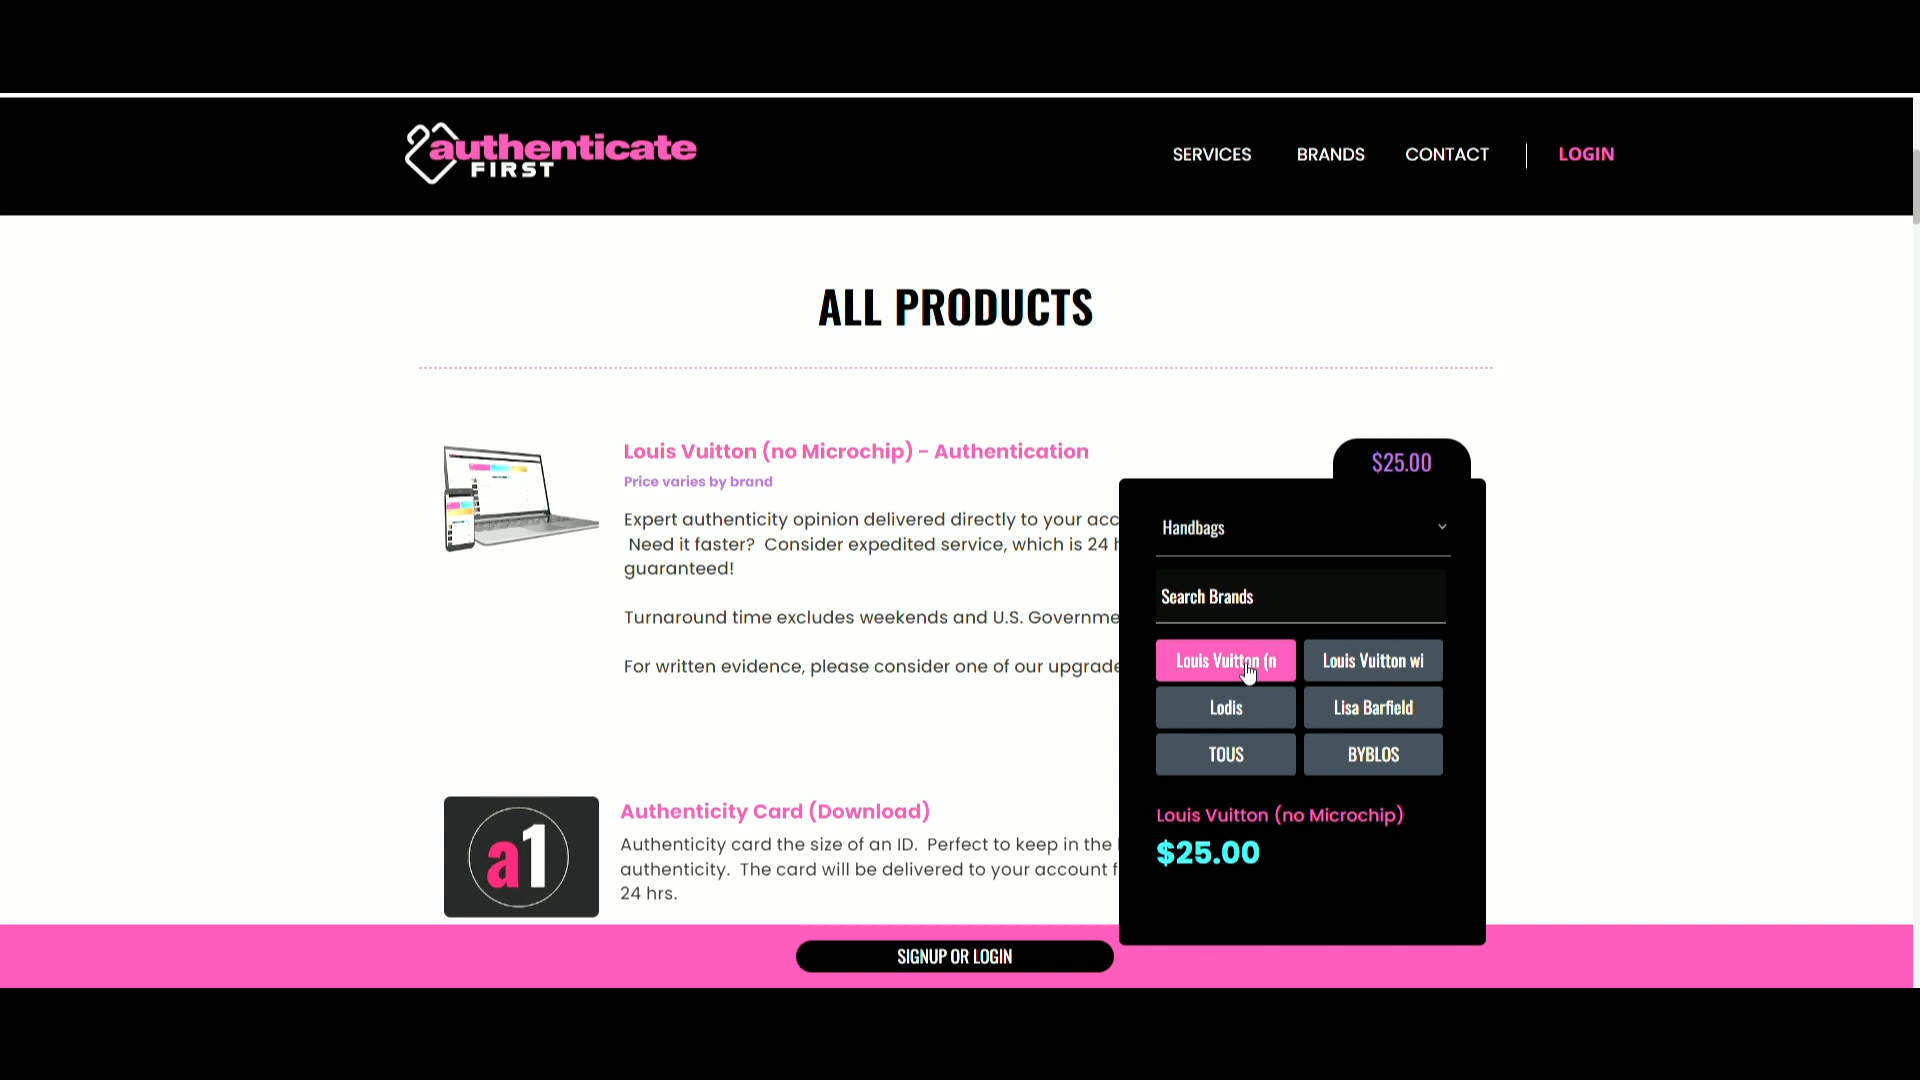 authenticate
FIRST
SERVICES
BRANDS
CONTACT
LOGIN
ALL PRODUCTS
Louis Vuitton (no Microchip) - Authentication
Price varies by brand
Expert authenticity opinion delivered directly to your acc
Need it faster?  Consider expedited service, which is 24 h
guaranteed!
Turnaround time excludes weekends and U.S. Governme
For written evidence, please consider one of our upgrade
$25.00
Handbags
Search Brands
Louis Vuitton (n
Louis Vuitton wi
Lodis
Lisa Barfield
TOUS
BYBLOS
Louis Vuitton (no Microchip)
$25.00
a1
Authenticity Card (Download)
Authenticity card the size of an ID.  Perfect to keep in the
authenticity.  The card will be delivered to your account f
24 hrs.
SIGNUP OR LOGIN